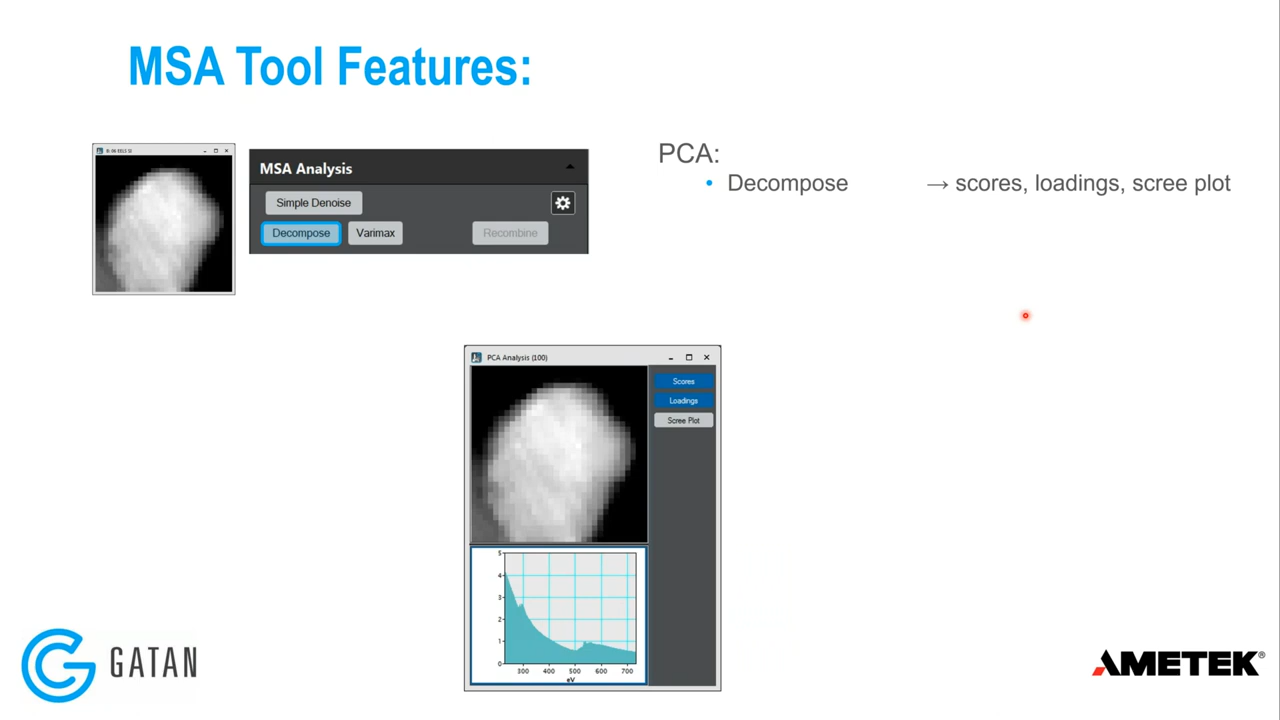 MSA Tool Features:
MSA Analysis
Simple Denoise
Decompose Varimax Recombine
PCA:
• Decompose → scores, loadings, scree plot
PCA Analysis (100)
Scores
Loadings
Scree Plot
5
4
3
2
1
0
300 400 500 600 700
eV
GATAN
AMETEK®